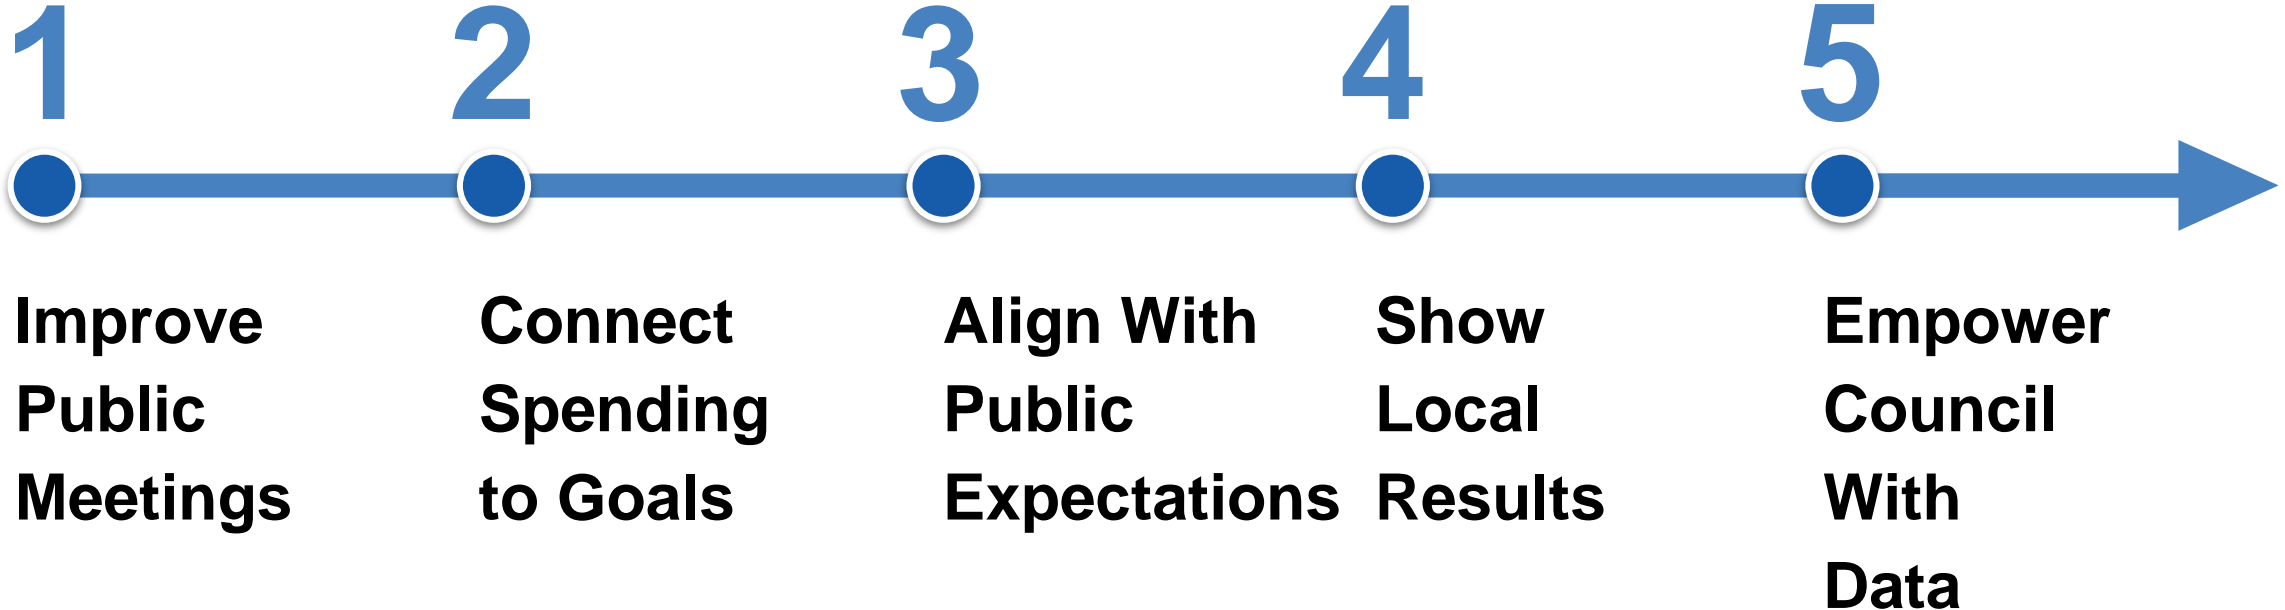 1
2
3
4
5
Improve
Public
Meetings
Connect
Spending
to Goals
Align With
Public
Expectations
Show
Local
Results
Empower
Council
With
Data